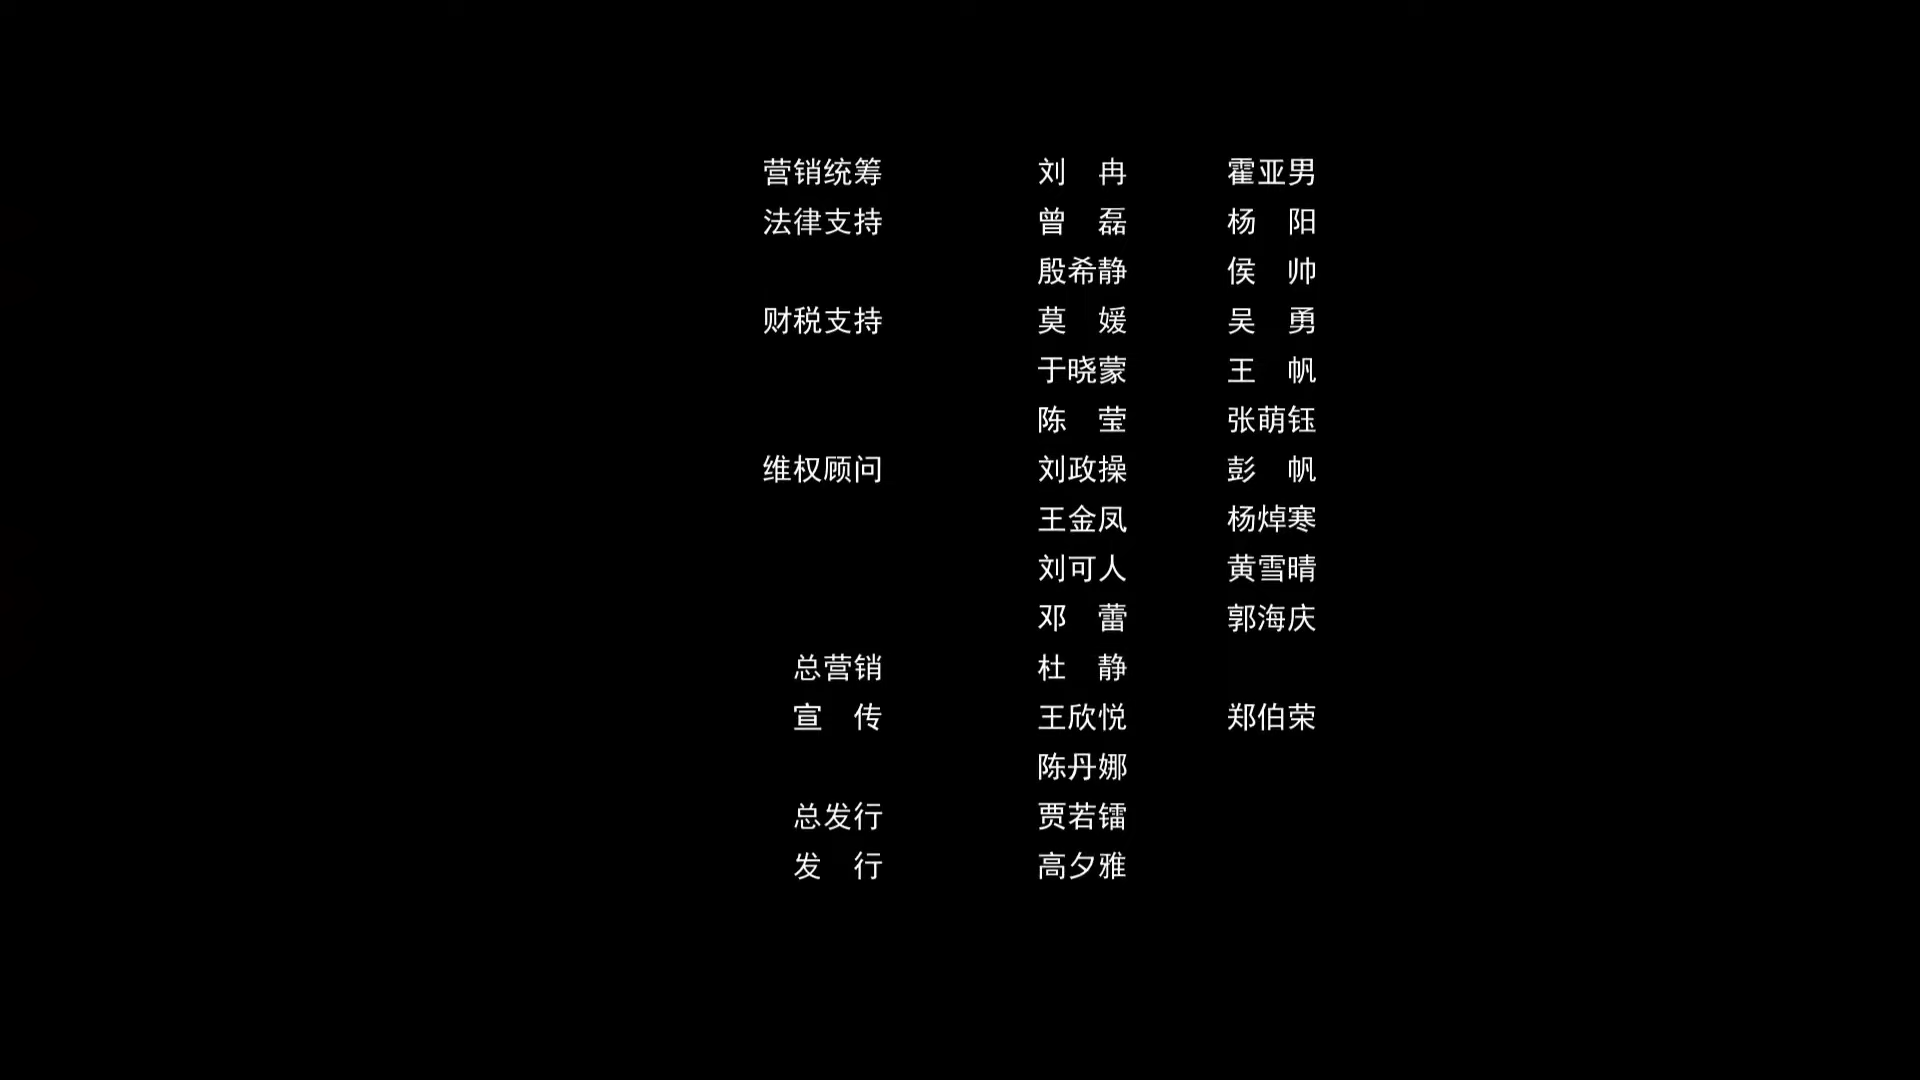 营销统筹 刘 冉 霍亚男
法律支持 曾 磊 杨 阳
殷希静 侯 帅
财税支持 莫 媛 吴 勇
于晓蒙 王 帆
陈 莹 张萌钰
维权顾问 刘政操 彭 帆
王金凤 杨焯寒
刘可人 黄雪晴
邓 蕾 郭海庆
总营销 杜 静
宣 传 王欣悦 郑伯荣
陈丹娜
总发行 贾若镭
发 行 高夕雅